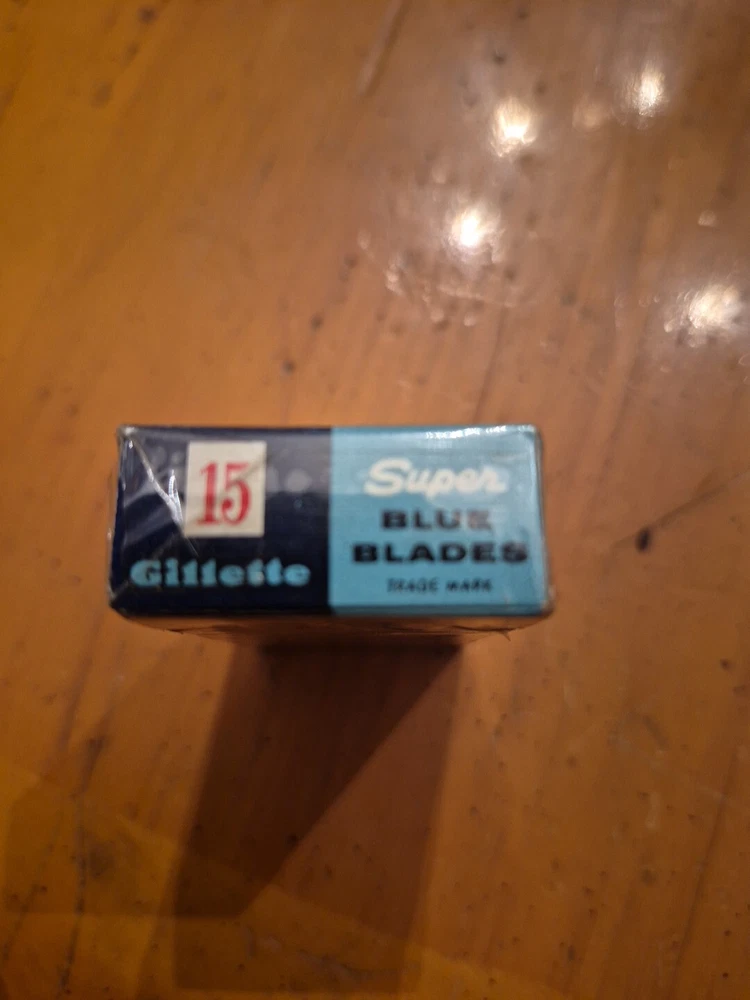 15
Gillette
Super
BLUE
BLADES
TRADE MARK